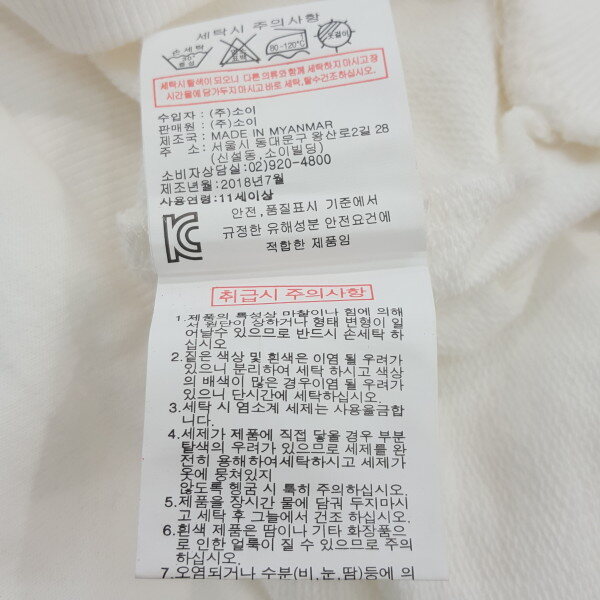 세탁시 주의사항
손세탁
30
중성
80-120℃
옷걸이
세탁시 탈색이 되오니 다른 의류와 함께 세탁하지 마시고 장
시간물에 담가두지 마시고 바로 세탁, 탈수건조하십시오.
수입자 : (주)소이
판매원 : (주)소이
제조국 : MADE IN MYANMAR
주 소 : 서울시 동대문구 왕산로2길 28
(신설동, 소이빌딩)
소비자상담실: 02)920-4800
제조년월: 2018년7월
사용연령: 11세이상
안전,품질표시 기준에서
규정한 유해성분 안전요건에
적합한 제품임
취급시 주의사항
1.제품의 특성상 마찰이나 힘에 의해
서 원단이 상하거나 형태 변형이 일
어날수 있으므로 반드시 손세탁 하
십시오
2.짙은 색상 및 흰색은 이염 될 우려가
있으니 분리하여 세탁 하시고 색상
의 배색이 많은 경우이염 될 우려가
있으니 단시간에 세탁하십시오.
3.세탁 시 염소계 세제는 사용을금합
니다.
4.세제가 제품에 직접 닿을 경우 부분
탈색의 우려가 있으므로 세제를 완
전히 용해하여세탁하시고 세제가
옷에 뭉쳐있지
않도록 헹굼 시 특히 주의하십시오.
5.제품을 장시간 물에 담궈 두지마시
고 세탁 후 그늘에서 건조 하십시오.
6.흰색 제품은 땀이나 기타 화장품으
로 인한 얼룩이 질 수 있으므로 주의
하십시오.
7.오염되거나 수분(비,눈,땀)등에 의